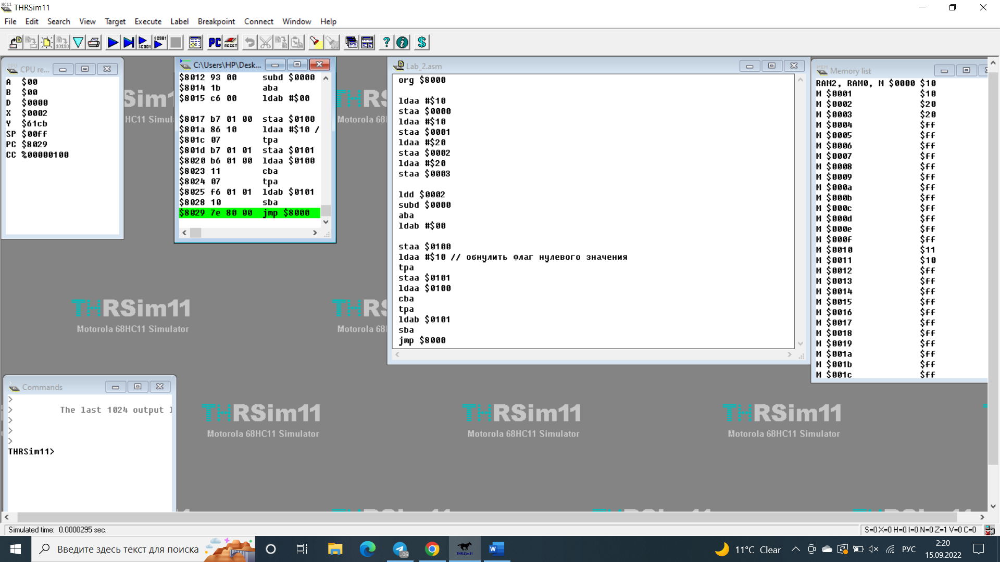 THRSim11
File Edit Search View Target Execute Label Breakpoint Connect Window Help
CPU re...
A $00
B $00
D $0000
X $0002
Y $61cb
SP $00ff
PC $8029
CC %00000100
C:\Users\HP\Desk...
$8012 93 00 subd $0000
$8014 1b aba
$8015 c6 00 ldab #$00
$8017 b7 01 00 staa $0100
$801a 86 10 ldaa #$10 /
$801c 07 tpa
$801d b7 01 01 staa $0101
$8020 b6 01 00 ldaa $0100
$8023 11 cba
$8024 07 tpa
$8025 f6 01 01 ldab $0101
$8028 10 sba
$8029 7e 80 00 jmp $8000
Lab_2.asm
org $8000
ldaa #$10
staa $0000
ldaa #$10
staa $0001
ldaa #$20
staa $0002
ldaa #$20
staa $0003
ldd $0002
subd $0000
aba
ldab #$00
staa $0100
ldaa #$10 // обнулить флаг нулевого значения
tpa
staa $0101
ldaa $0100
cba
tpa
ldab $0101
sba
jmp $8000
Memory list
RAM2, RAM0, M $0000 $10
M $0001 $10
M $0002 $20
M $0003 $20
M $0004 $ff
M $0005 $ff
M $0006 $ff
M $0007 $ff
M $0008 $ff
M $0009 $ff
M $000a $ff
M $000b $ff
M $000c $ff
M $000d $ff
M $000e $ff
M $000f $ff
M $0010 $11
M $0011 $10
M $0012 $ff
M $0013 $ff
M $0014 $ff
M $0015 $ff
M $0016 $ff
M $0017 $ff
M $0018 $ff
M $0019 $ff
M $001a $ff
M $001b $ff
M $001c $ff
Commands
>
> The last 1024 output
>
>
>
THRSim11>
THRSim11
Motorola 68HC11 Simulator
THRSim11
Motorola 68HC11 Simulator
THRSim11
Motorola 68HC11 Simulator
THRSim11
Motorola 68HC11 Simulator
Simulated time: 0.0000295 sec.
S=0 X=0 H=0 I=0 N=0 Z=1 V=0 C=0
Введите здесь текст для поиска
11°C Clear
РУС
2:20
15.09.2022